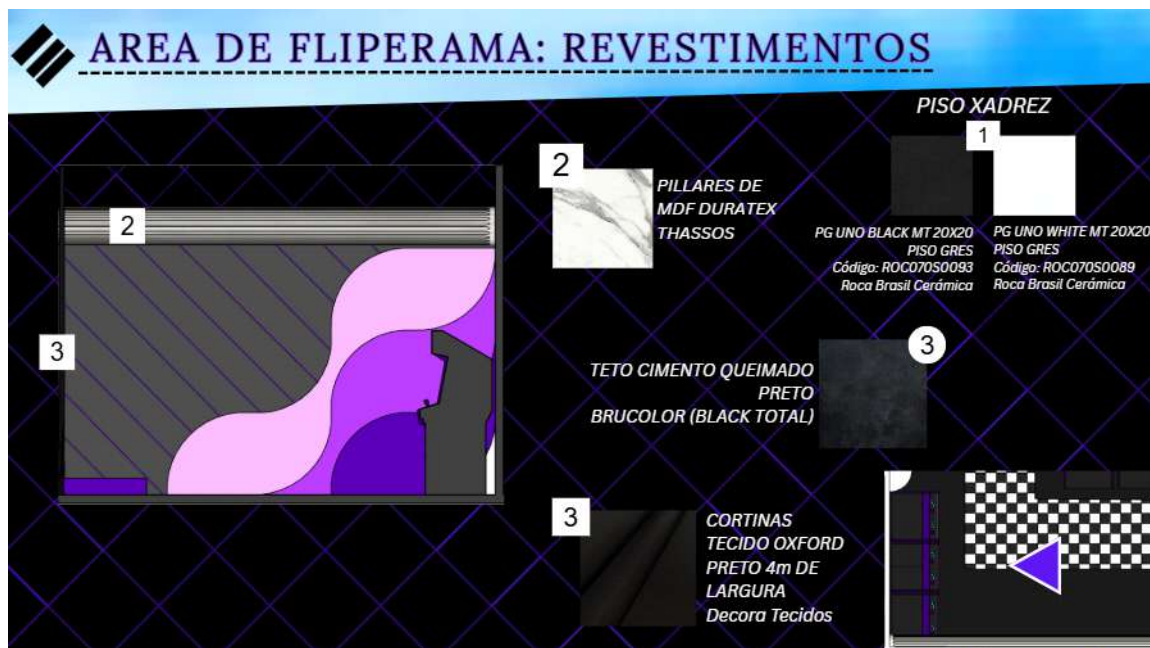 AREA DE FLIPERAMA: REVESTIMENTOS
PISO XADREZ
1
2
PILLARES DE
MDF DURATEX
THASSOS
PG UNO BLACK MT 20X20
PISO GRES
Código: ROC070S0093
Roca Brasil Cerámica
PG UNO WHITE MT 20X20
PISO GRES
Código: ROC070S0089
Roca Brasil Cerámica
2
3
3
TETO CIMENTO QUEIMADO
PRETO
BRUCOLOR (BLACK TOTAL)
3
CORTINAS
TECIDO OXFORD
PRETO 4m DE
LARGURA
Decora Tecidos